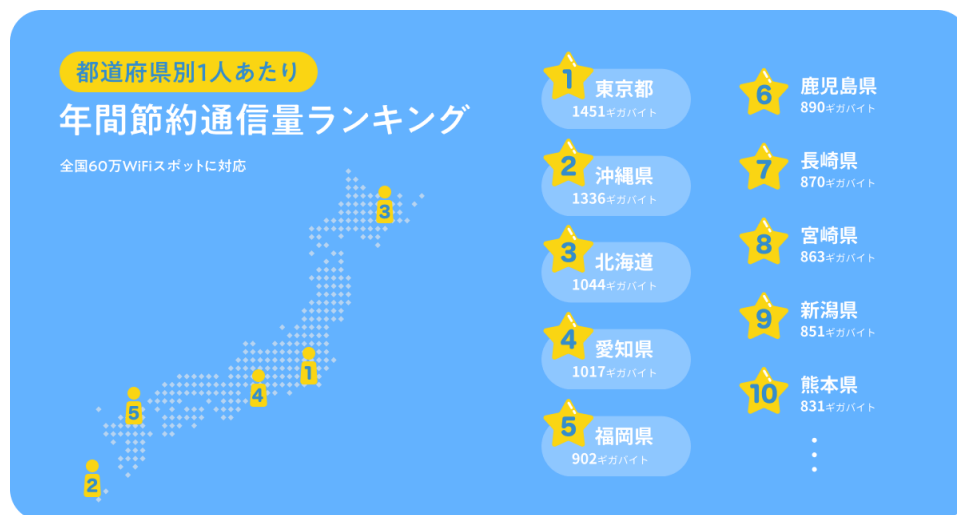 都道府県別1人あたり
年間節約通信量ランキング
全国60万WiFiスポットに対応
3
1
4
5
2
1
東京都
1451ギガバイト
2
沖縄県
1336ギガバイト
3
北海道
1044ギガバイト
4
愛知県
1017ギガバイト
5
福岡県
902ギガバイト
6
鹿児島県
890ギガバイト
7
長崎県
870ギガバイト
8
宮崎県
863ギガバイト
9
新潟県
851ギガバイト
10
熊本県
831ギガバイト